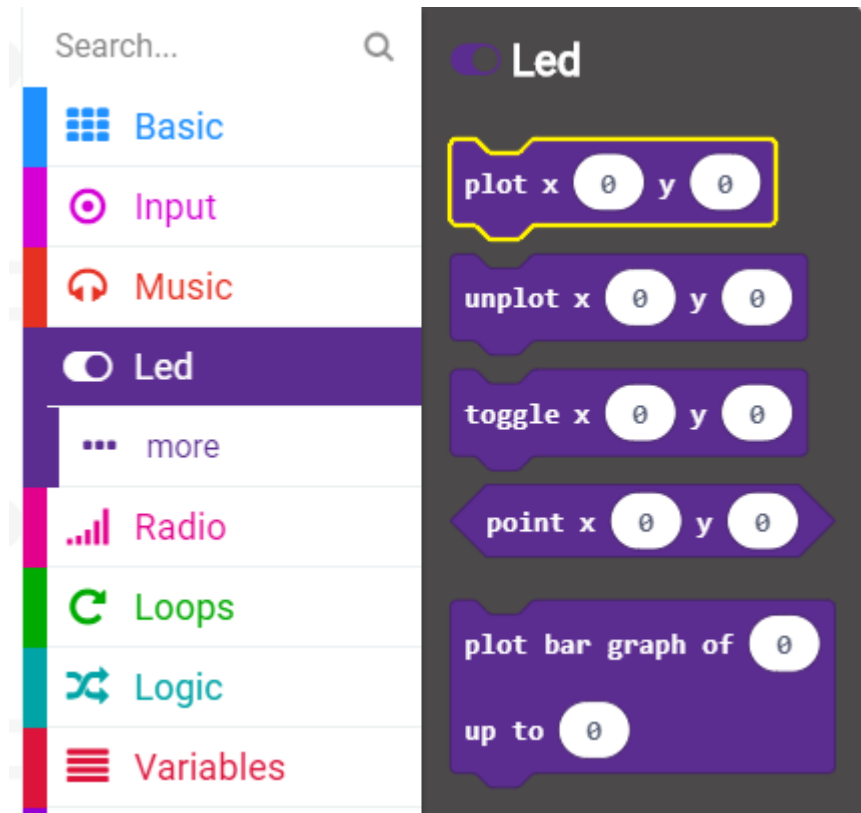 Search...
Basic
Input
Music
Led
more
Radio
Loops
Logic
Variables
Led
plot x 0 y 0
unplot x 0 y 0
toggle x 0 y 0
point x 0 y 0
plot bar graph of 0
up to 0